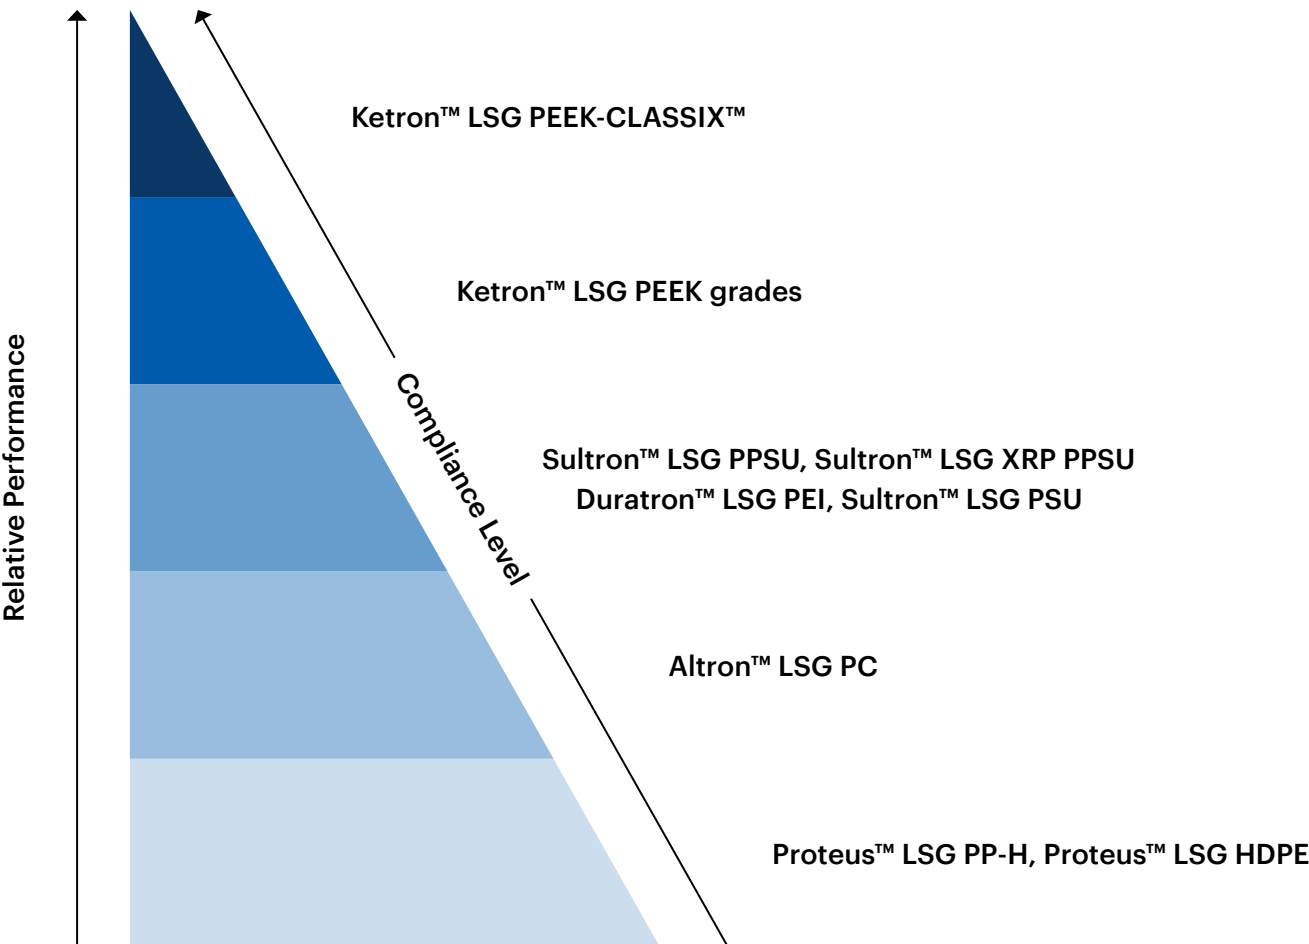 Relative Performance
Ketron™ LSG PEEK-CLASSIX™
Ketron™ LSG PEEK grades
Compliance Level
Sultron™ LSG PPSU, Sultron™ LSG XRP PPSU
Duratron™ LSG PEI, Sultron™ LSG PSU
Altron™ LSG PC
Proteus™ LSG PP-H, Proteus™ LSG HDPE